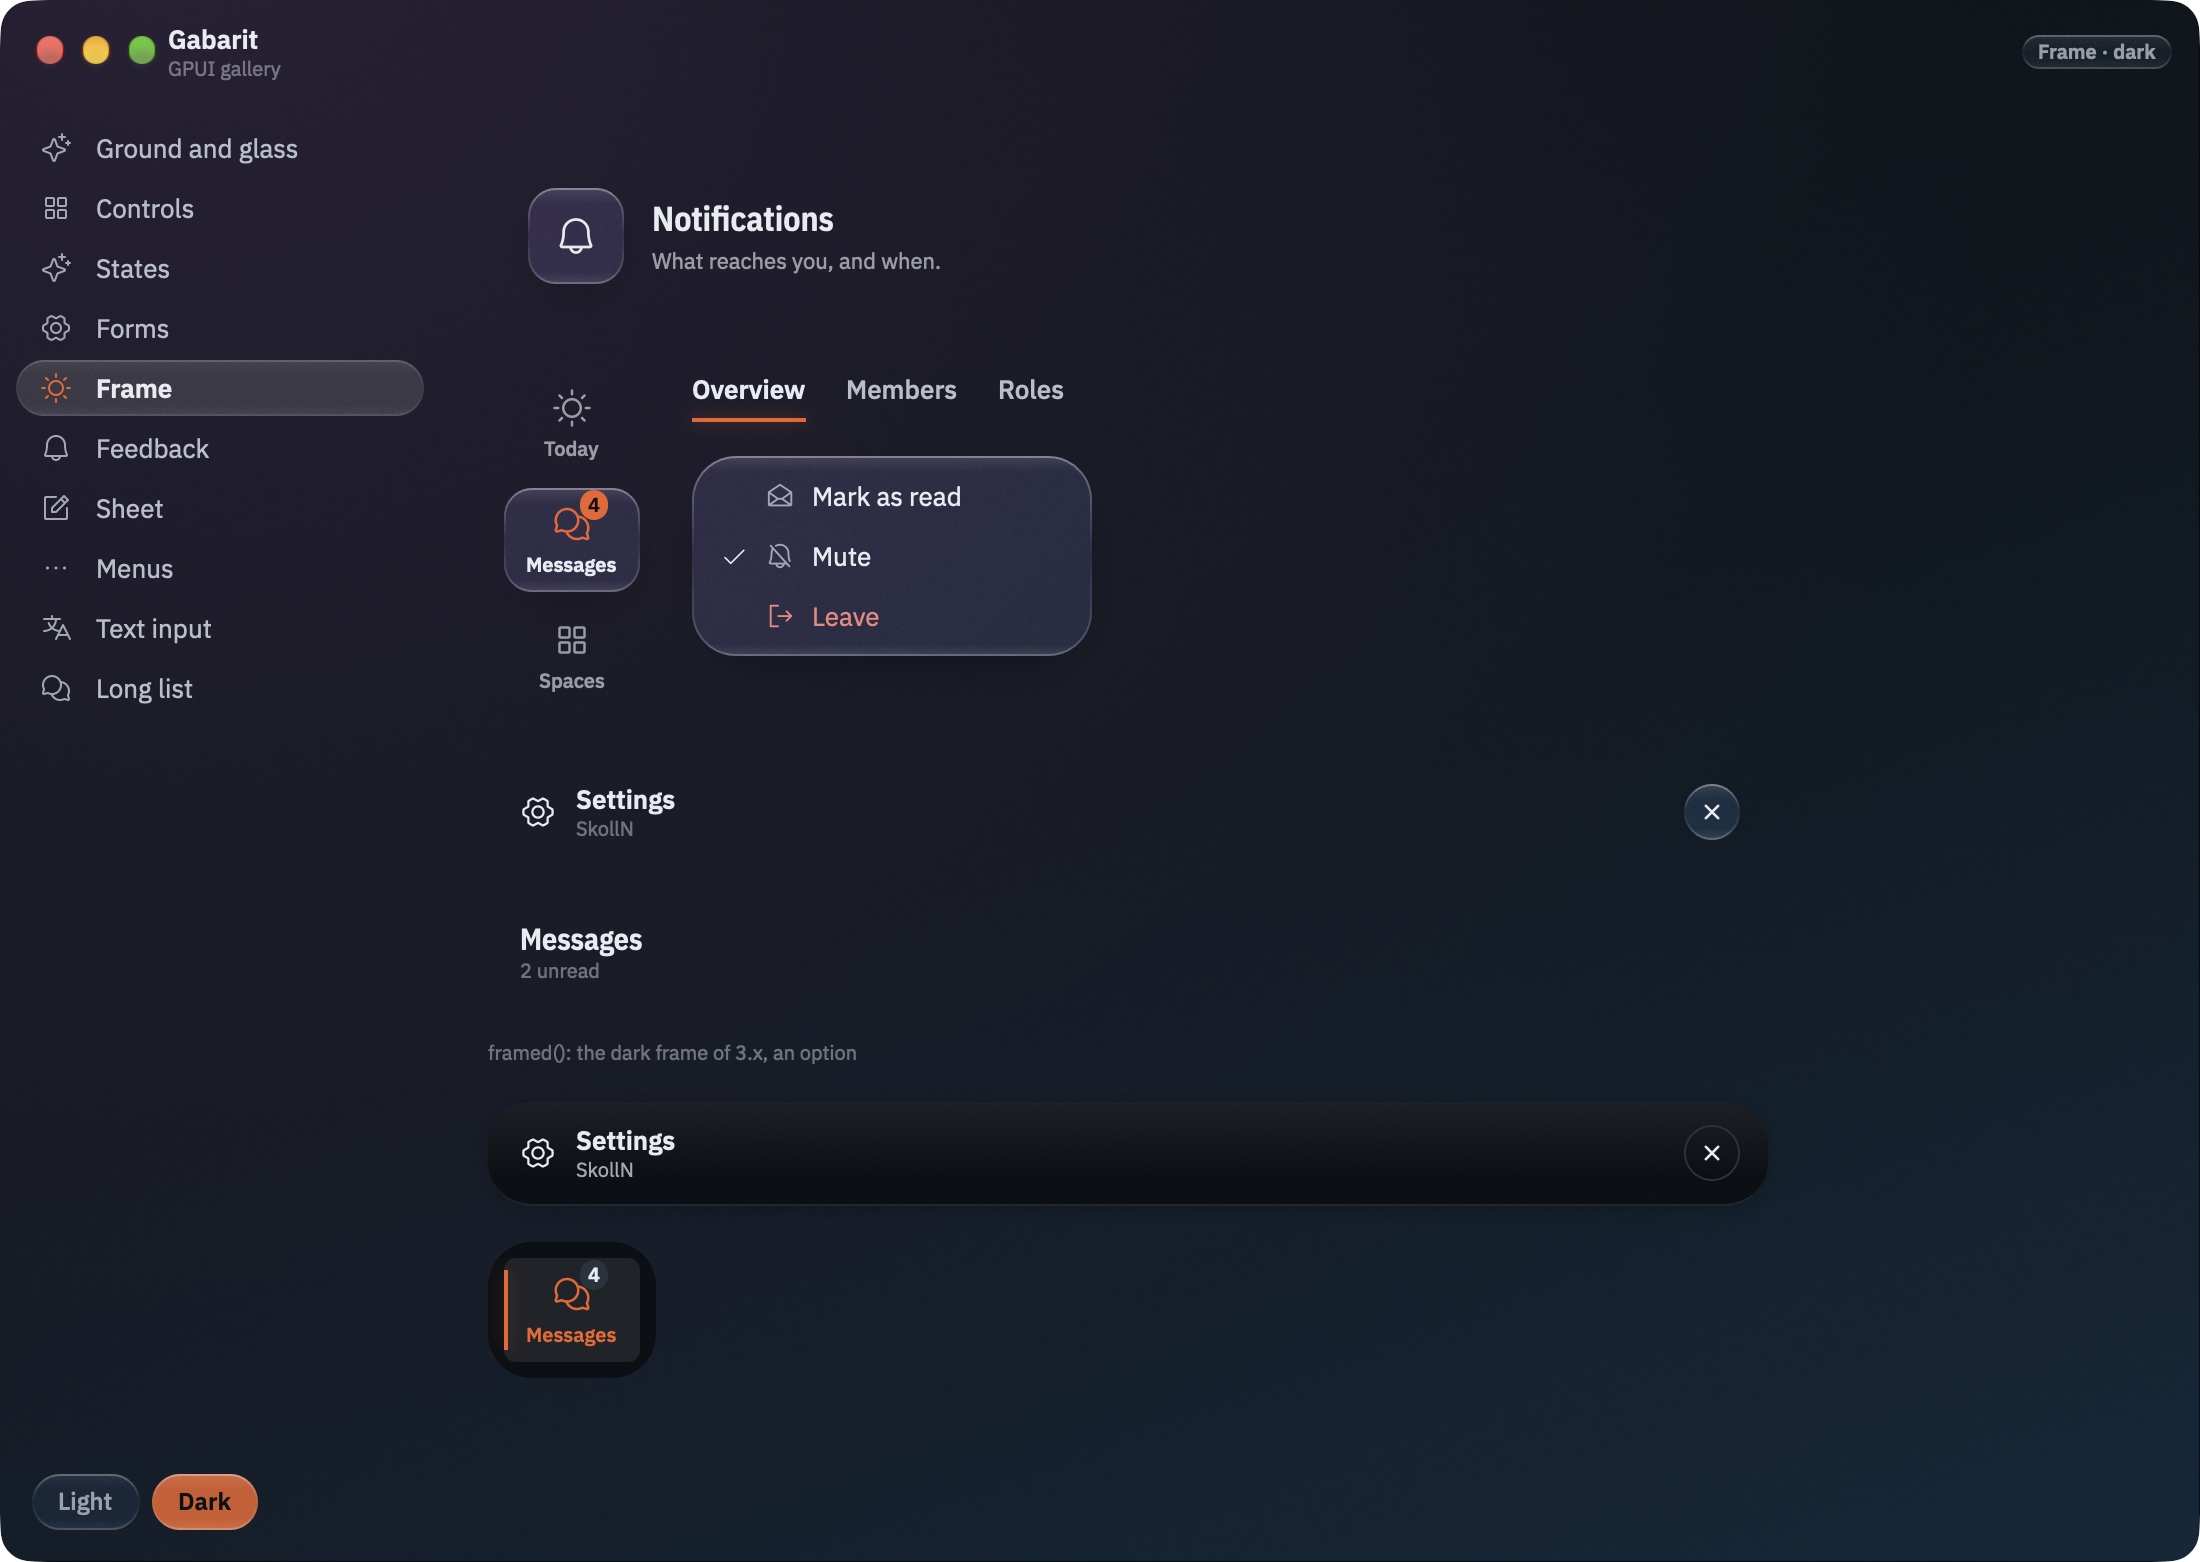 Gabarit
GPUI gallery
Frame · dark
Ground and glass
Controls
States
Forms
Frame
Feedback
Sheet
Menus
Text input
Long list
Light
Dark
Notifications
What reaches you, and when.
Today
4
Messages
Spaces
Overview Members Roles
Mark as read
Mute
Leave
Settings
SkollN
Messages
2 unread
framed(): the dark frame of 3.x, an option
Settings
SkollN
4
Messages